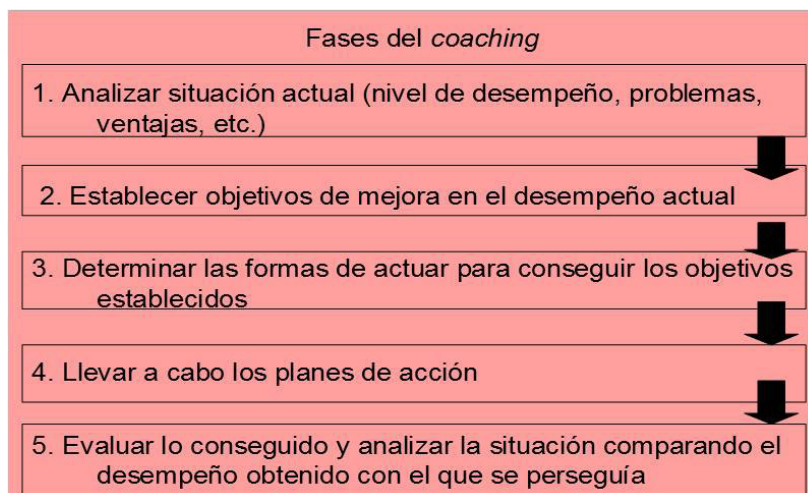 Fases del coaching
1. Analizar situación actual (nivel de desempeño, problemas,
ventajas, etc.)
2. Establecer objetivos de mejora en el desempeño actual
3. Determinar las formas de actuar para conseguir los objetivos
establecidos
4. Llevar a cabo los planes de acción
5. Evaluar lo conseguido y analizar la situación comparando el
desempeño obtenido con el que se perseguía